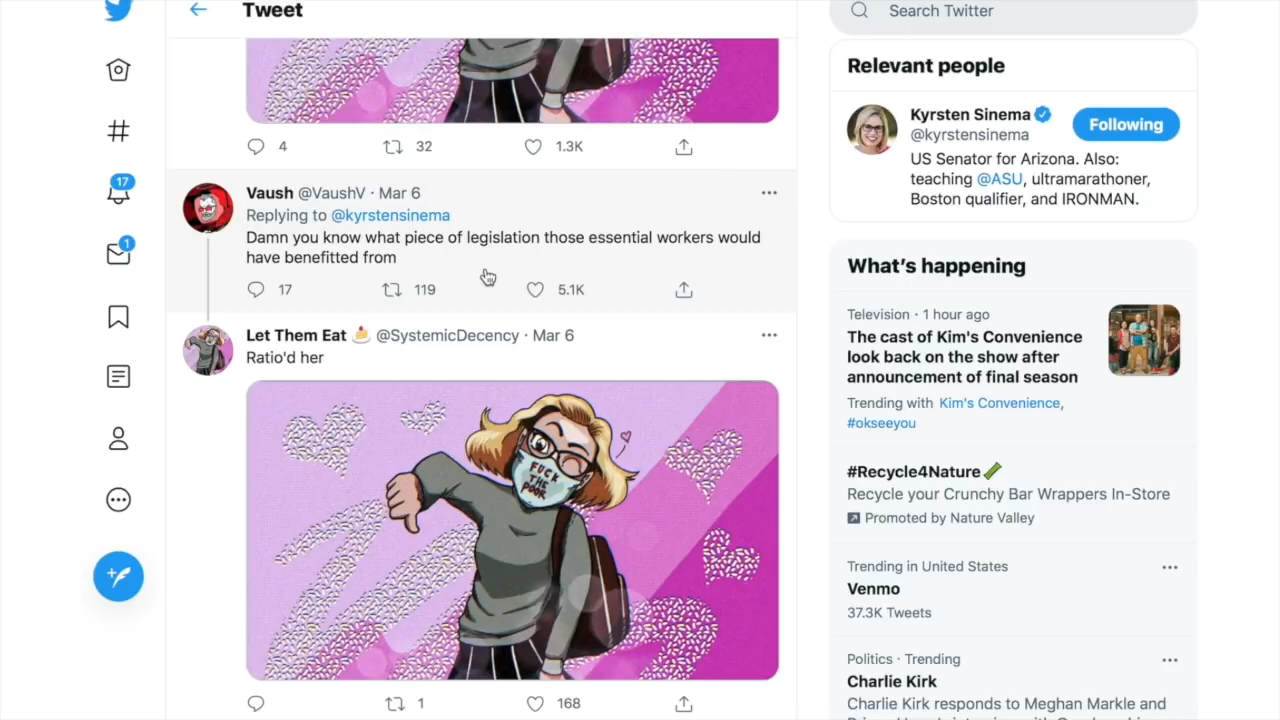 Tweet
4
32
1.3K
Vaush @VaushV · Mar 6
Replying to @kyrstensinema
Damn you know what piece of legislation those essential workers would
have benefitted from
17
119
5.1K
Let Them Eat 🍰 @SystemicDecency · Mar 6
Ratio'd her
FUCK
THE
POOR
1
168
17
1
Search Twitter
Relevant people
Kyrsten Sinema
@kyrstensinema
Following
US Senator for Arizona. Also:
teaching @ASU, ultramarathoner,
Boston qualifier, and IRONMAN.
What's happening
Television · 1 hour ago
The cast of Kim's Convenience
look back on the show after
announcement of final season
Trending with Kim's Convenience,
#okseeyou
#Recycle4Nature
Recycle your Crunchy Bar Wrappers In-Store
Promoted by Nature Valley
Trending in United States
Venmo
37.3K Tweets
Politics · Trending
Charlie Kirk
Charlie Kirk responds to Meghan Markle and